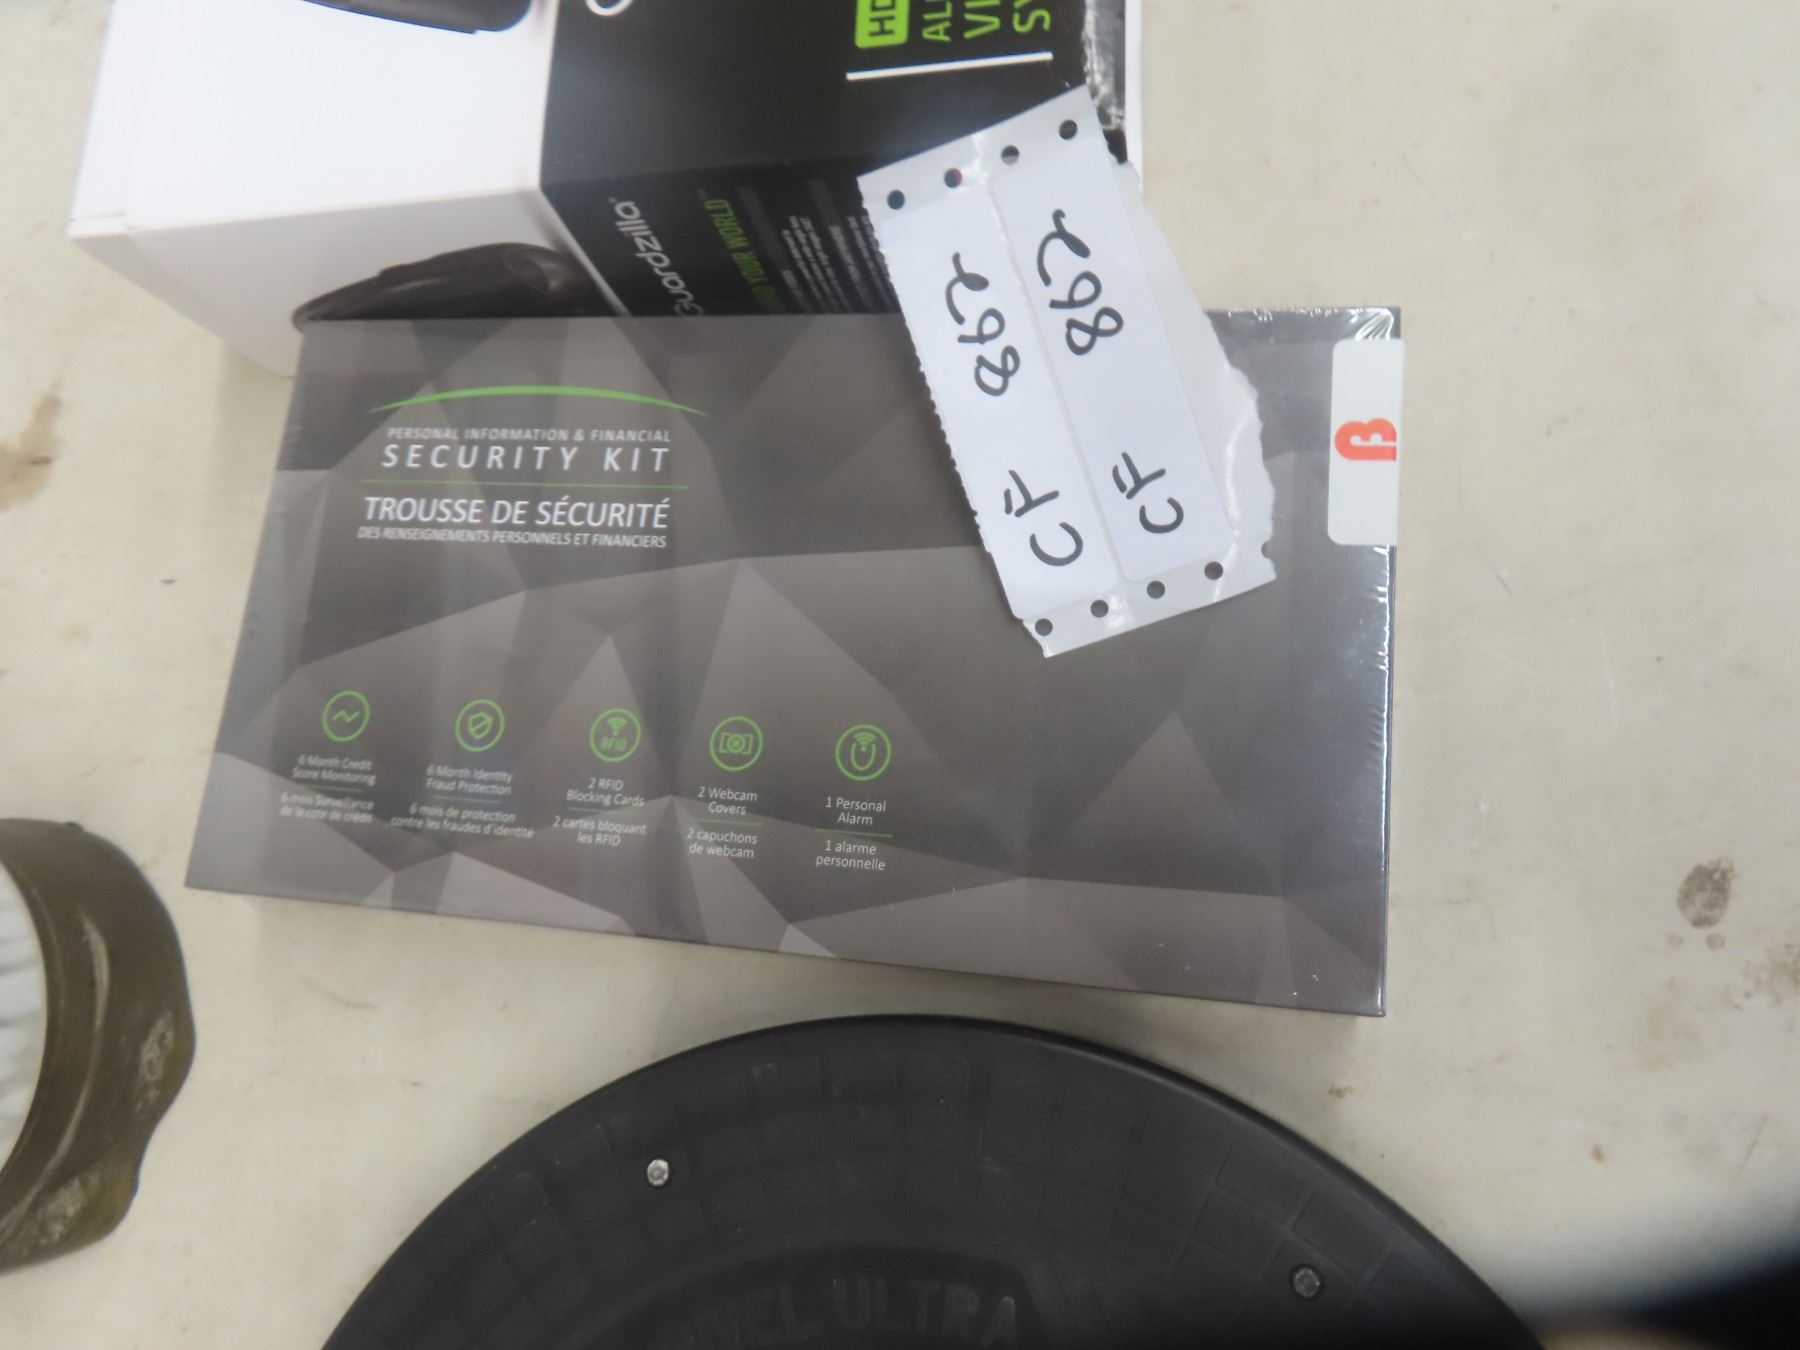 HD
Guardzilla
YOUR WORLD™
862
CF
862
CF
PERSONAL INFORMATION & FINANCIAL
SECURITY KIT
TROUSSE DE SÉCURITÉ
DES RENSEIGNEMENTS PERSONNELS ET FINANCIERS
β
6 Month Credit
Score Monitoring
6 mois Surveillance
de la cote de crédit
6 Month Identity
Fraud Protection
6 mois de protection
contre les fraudes d'identité
RFID
2 RFID
Blocking Cards
2 cartes bloquant
les RFID
2 Webcam
Covers
2 capuchons
de webcam
1 Personal
Alarm
1 alarme
personnelle
ULTRA